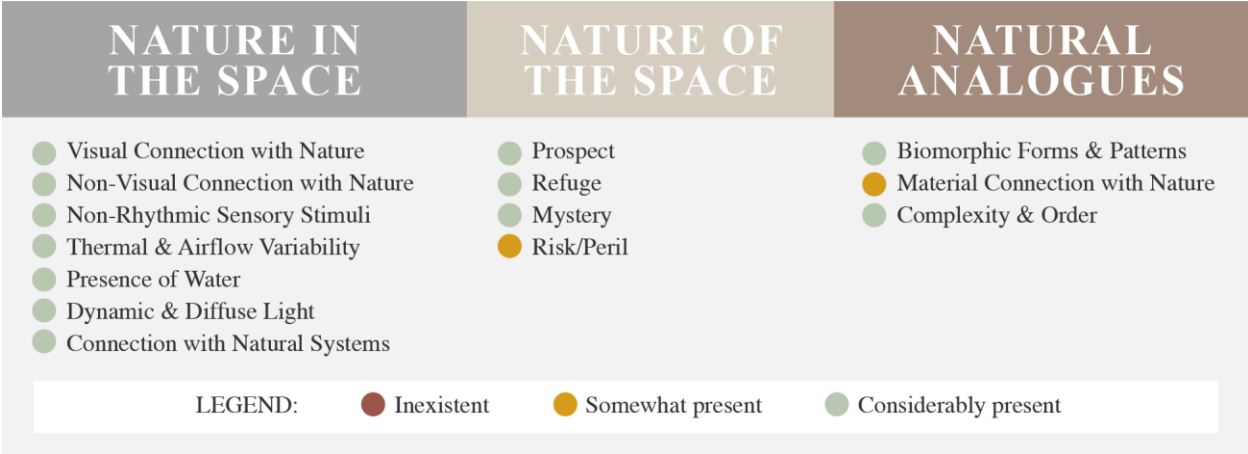 NATURE IN
THE SPACE
Visual Connection with Nature
Non-Visual Connection with Nature
Non-Rhythmic Sensory Stimuli
Thermal & Airflow Variability
Presence of Water
Dynamic & Diffuse Light
Connection with Natural Systems
NATURE OF
THE SPACE
Prospect
Refuge
Mystery
Risk/Peril
NATURAL
ANALOGUES
Biomorphic Forms & Patterns
Material Connection with Nature
Complexity & Order
LEGEND: Inexistent Somewhat present Considerably present